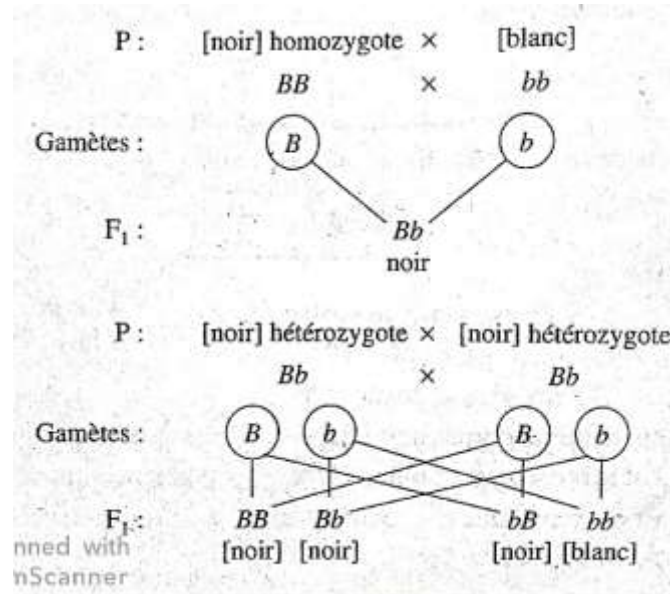 P : [noir] homozygote × [blanc]
BB × bb
Gamètes : B b
F₁ : Bb
noir
P : [noir] hétérozygote × [noir] hétérozygote
Bb × Bb
Gamètes : B b B b
F₁ : BB Bb bB bb
[noir] [noir] [noir] [blanc]
nned with
mScanner